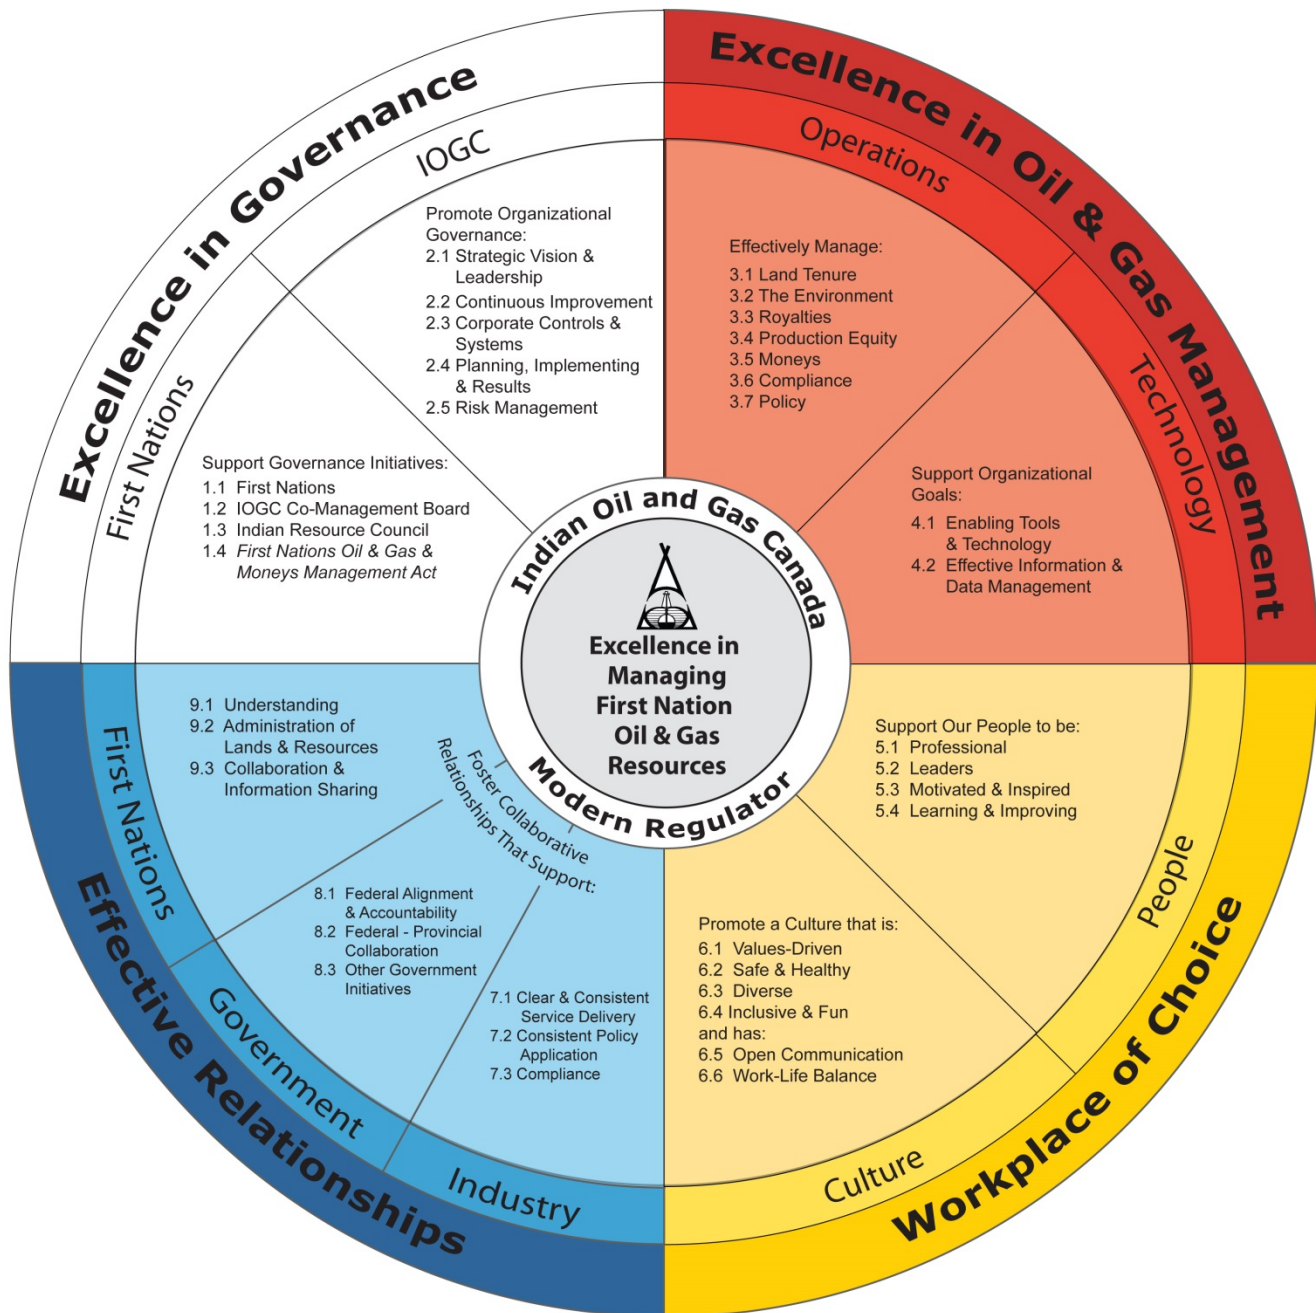 Excellence in Governance
IOGC
First Nations
Promote Organizational
Governance:
2.1 Strategic Vision &
Leadership
2.2 Continuous Improvement
2.3 Corporate Controls &
Systems
2.4 Planning, Implementing
& Results
2.5 Risk Management
Support Governance Initiatives:
1.1 First Nations
1.2 IOGC Co-Management Board
1.3 Indian Resource Council
1.4 First Nations Oil & Gas &
Moneys Management Act
Excellence in Oil & Gas Management
Operations
Technology
Effectively Manage:
3.1 Land Tenure
3.2 The Environment
3.3 Royalties
3.4 Production Equity
3.5 Moneys
3.6 Compliance
3.7 Policy
Support Organizational
Goals:
4.1 Enabling Tools
& Technology
4.2 Effective Information &
Data Management
Indian Oil and Gas Canada
Excellence in
Managing
First Nation
Oil & Gas
Resources
Modern Regulator
Workplace of Choice
People
Culture
Support Our People to be:
5.1 Professional
5.2 Leaders
5.3 Motivated & Inspired
5.4 Learning & Improving
Promote a Culture that is:
6.1 Values-Driven
6.2 Safe & Healthy
6.3 Diverse
6.4 Inclusive & Fun
and has:
6.5 Open Communication
6.6 Work-Life Balance
Effective Relationships
First Nations
Government
Industry
Foster Collaborative
Relationships That Support:
9.1 Understanding
9.2 Administration of
Lands & Resources
9.3 Collaboration &
Information Sharing
8.1 Federal Alignment
& Accountability
8.2 Federal - Provincial
Collaboration
8.3 Other Government
Initiatives
7.1 Clear & Consistent
Service Delivery
7.2 Consistent Policy
Application
7.3 Compliance